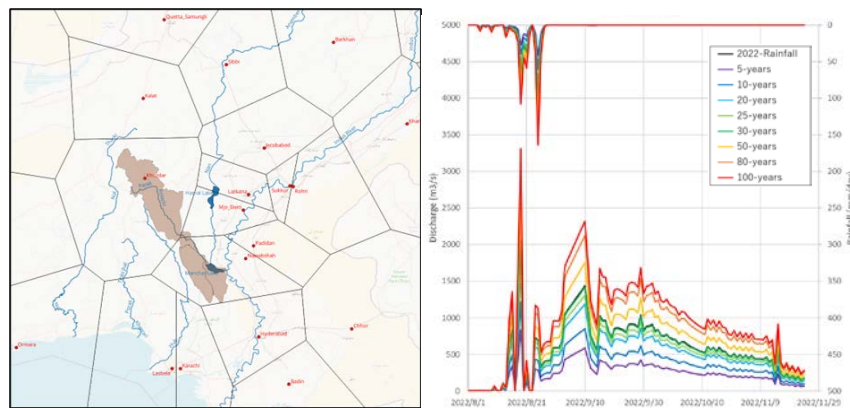 Quetta_Samungli
Barkhan
Sibbi
Kalat
Khan
Jacobabad
Khuzdar
Larkana
Sukkur
Rohri
Mjo_Daro
Paddan
Nawabshah
Hyderabad
Chhor
Ormara
Karachi
Lasbela
Badin
5000
4500
4000
3500
3000
2500
2000
1500
1000
500
0
Discharge (m3/s)
0
50
100
150
200
250
300
350
400
450
500
2022-Rainfall
5-years
10-years
20-years
25-years
30-years
50-years
80-years
100-years
2022/8/1
2022/8/21
2022/9/10
2022/9/30
2022/10/20
2022/11/9
2022/11/29